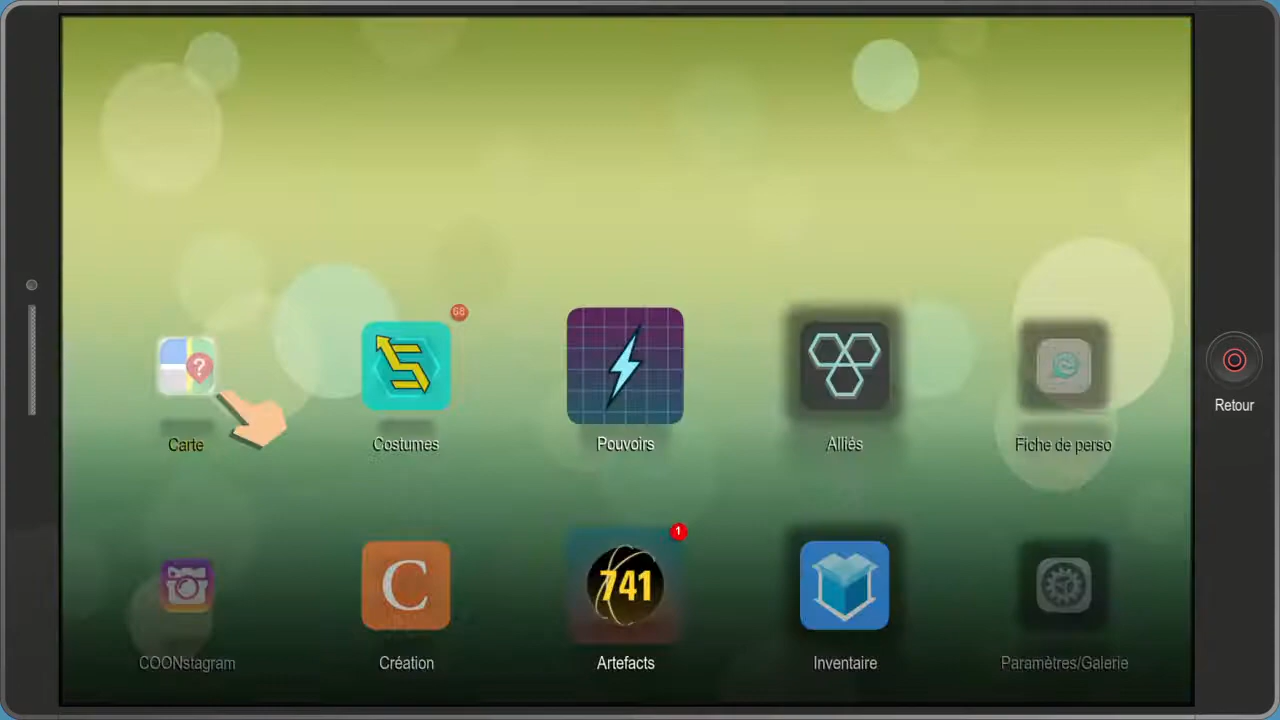 68
?
Retour
Carte
Costumes
Pouvoirs
Alliés
Fiche de perso
1
C
741
COONstagram
Création
Artefacts
Inventaire
Paramètres/Galerie